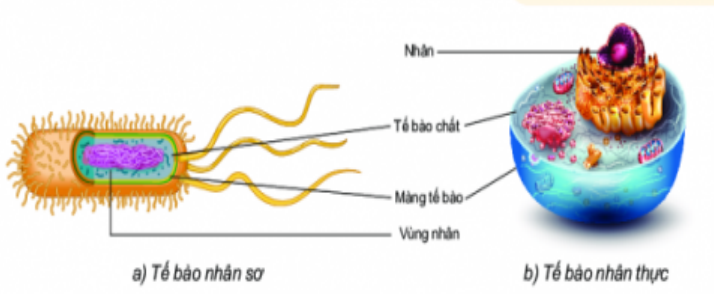 Nhân
Tế bào chất
Màng tế bào
Vùng nhân
a) Tế bào nhân sơ
b) Tế bào nhân thực